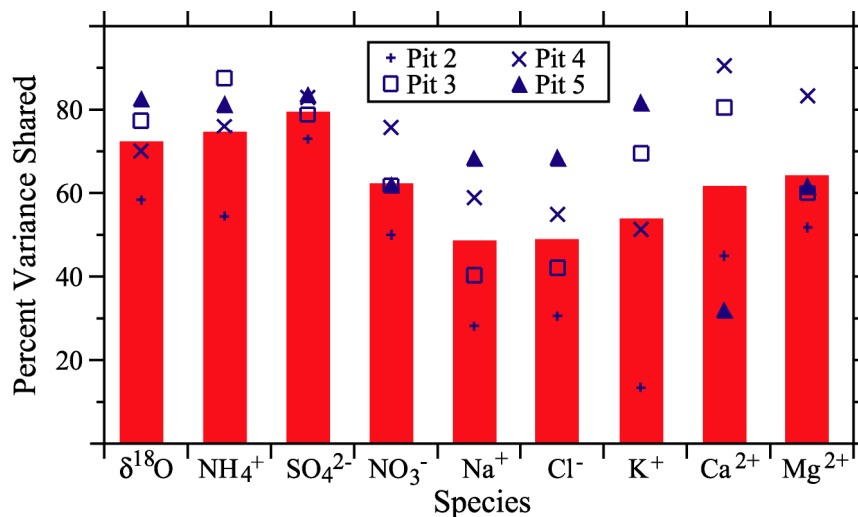 Percent Variance Shared
80
60
40
20
Pit 2
Pit 4
Pit 3
Pit 5
δ¹⁸O NH₄⁺ SO₄²⁻ NO₃⁻ Na⁺ Cl⁻ K⁺ Ca²⁺ Mg²⁺
Species